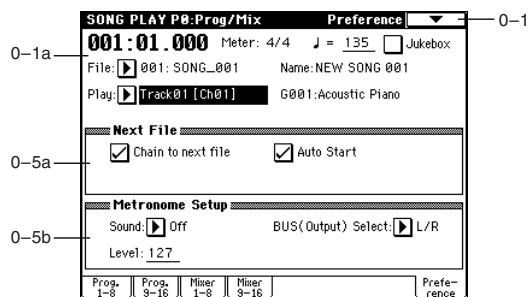 SONG PLAY P0:Prog/Mix Preference
0–1
001:01.000 Meter: 4/4 ♩ = 135 Jukebox
0–1a
File: 001: SONG_001 Name:NEW SONG 001
Play: Track01 [Ch01] G001:Acoustic Piano
Next File
Chain to next file Auto Start
0–5a
Metronome Setup
Sound: Off BUS(Output) Select: L/R
0–5b
Level: 127
Prog. 1–8 Prog. 9–16 Mixer 1–8 Mixer 9–16 Prefe-rence